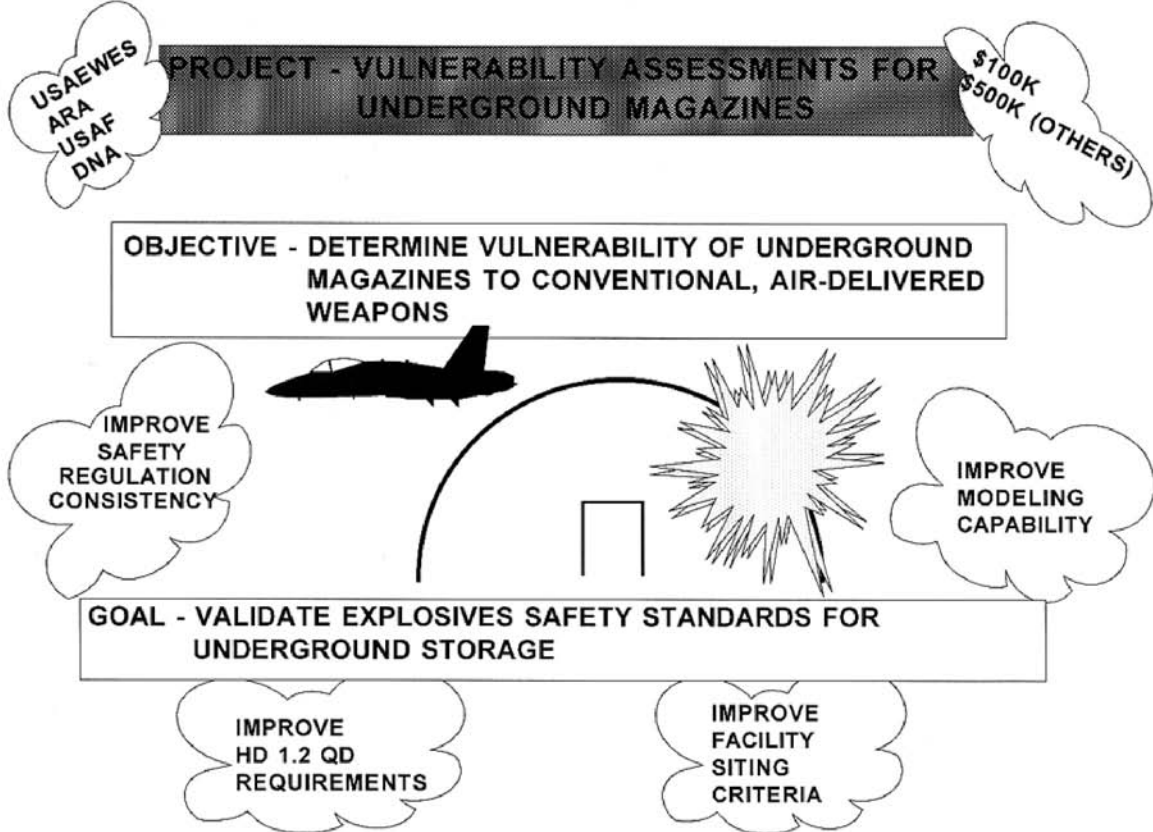 USAEWES
ARA
USAF
DNA
PROJECT - VULNERABILITY ASSESSMENTS FOR
UNDERGROUND MAGAZINES
$100K
$500K (OTHERS)
OBJECTIVE - DETERMINE VULNERABILITY OF UNDERGROUND
MAGAZINES TO CONVENTIONAL, AIR-DELIVERED
WEAPONS
IMPROVE
SAFETY
REGULATION
CONSISTENCY
IMPROVE
MODELING
CAPABILITY
GOAL - VALIDATE EXPLOSIVES SAFETY STANDARDS FOR
UNDERGROUND STORAGE
IMPROVE
HD 1.2 QD
REQUIREMENTS
IMPROVE
FACILITY
SITING
CRITERIA